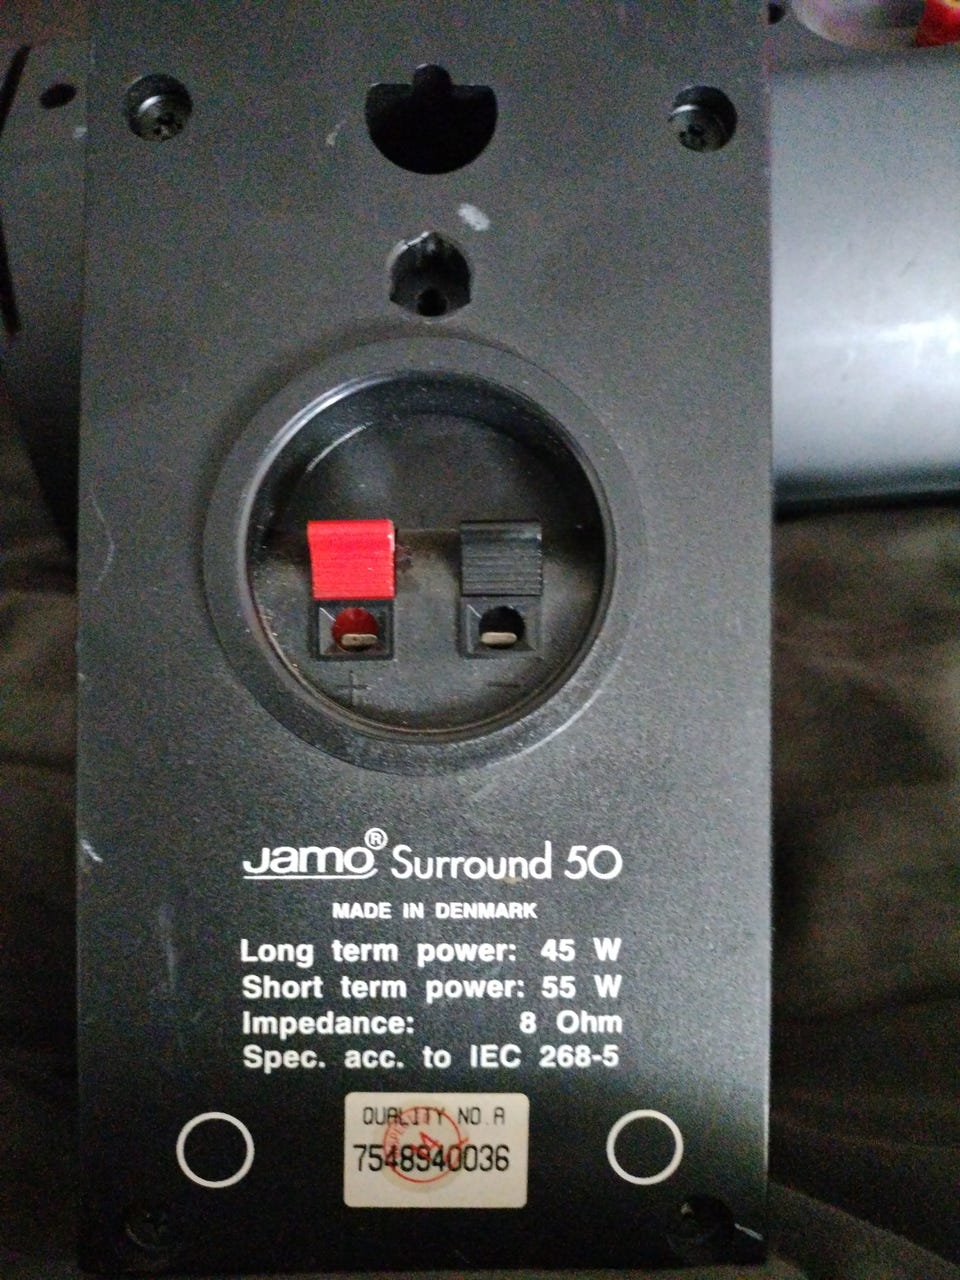 + −
Jamo® Surround 50
MADE IN DENMARK
Long term power: 45 W
Short term power: 55 W
Impedance: 8 Ohm
Spec. acc. to IEC 268-5
QUALITY NO.A
7548940036